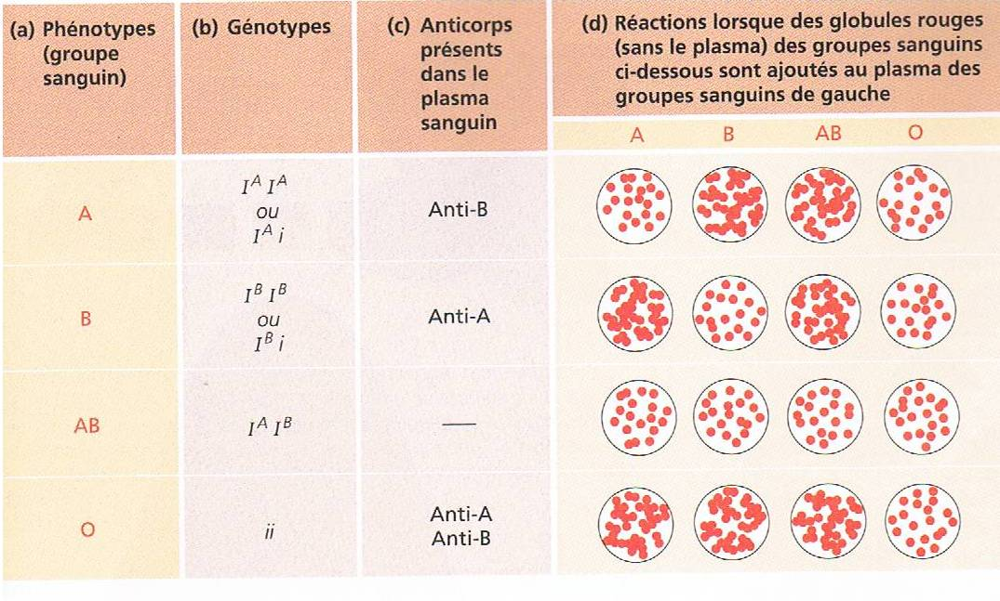 (a) Phénotypes
(groupe
sanguin)
(b) Génotypes
(c) Anticorps
présents
dans le
plasma
sanguin
(d) Réactions lorsque des globules rouges
(sans le plasma) des groupes sanguins
ci-dessous sont ajoutés au plasma des
groupes sanguins de gauche
A B AB O
A
I^A I^A
ou
I^A i
Anti-B
B
I^B I^B
ou
I^B i
Anti-A
AB
I^A I^B
—
O
ii
Anti-A
Anti-B